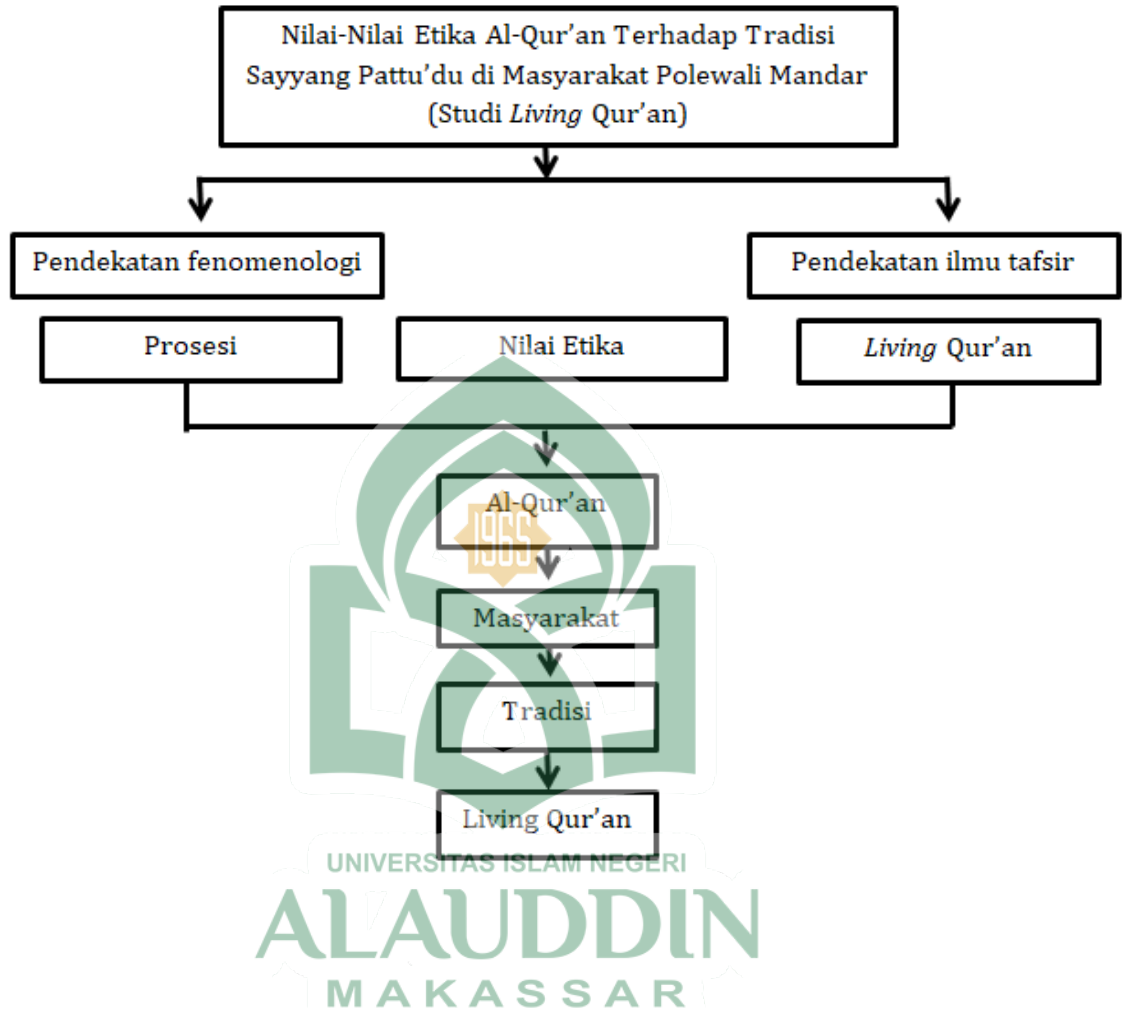 Nilai-Nilai Etika Al-Qur’an Terhadap Tradisi
Sayyang Pattu’du di Masyarakat Polewali Mandar
(Studi Living Qur’an)
Pendekatan fenomenologi
Pendekatan ilmu tafsir
Prosesi
Nilai Etika
Living Qur’an
Al-Qur’an
1965
Masyarakat
Tradisi
Living Qur’an
UNIVERSITAS ISLAM NEGERI
ALAUDDIN
MAKASSAR